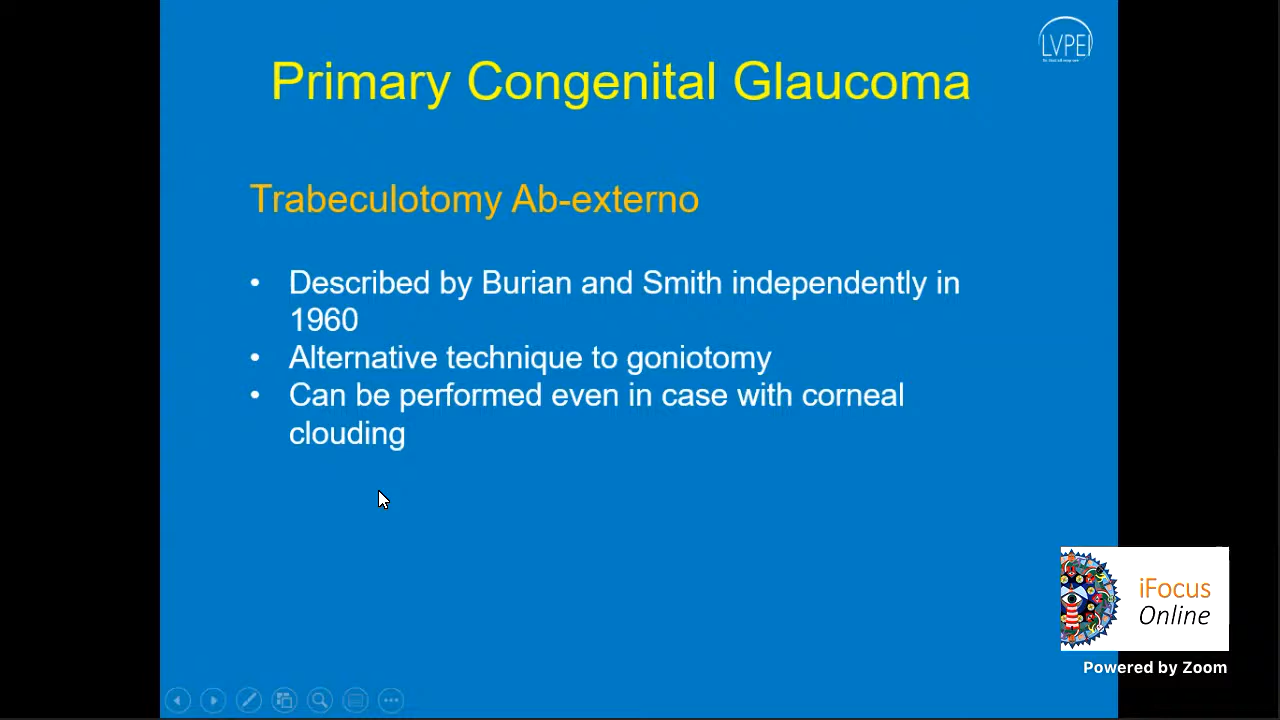 LVPEI
Primary Congenital Glaucoma
Trabeculotomy Ab-externo
• Described by Burian and Smith independently in
1960
• Alternative technique to goniotomy
• Can be performed even in case with corneal
clouding
iFocus
Online
Powered by Zoom